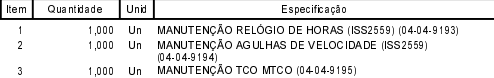 Item Quantidade Unid Especificação
1 1,000 Un MANUTENÇÃO RELÓGIO DE HORAS (ISS2559) (04-04-9193)
2 1,000 Un MANUTENÇÃO AGULHAS DE VELOCIDADE (ISS2559)
(04-04-9194)
3 1,000 Un MANUTENÇÃO TCO MTCO (04-04-9195)